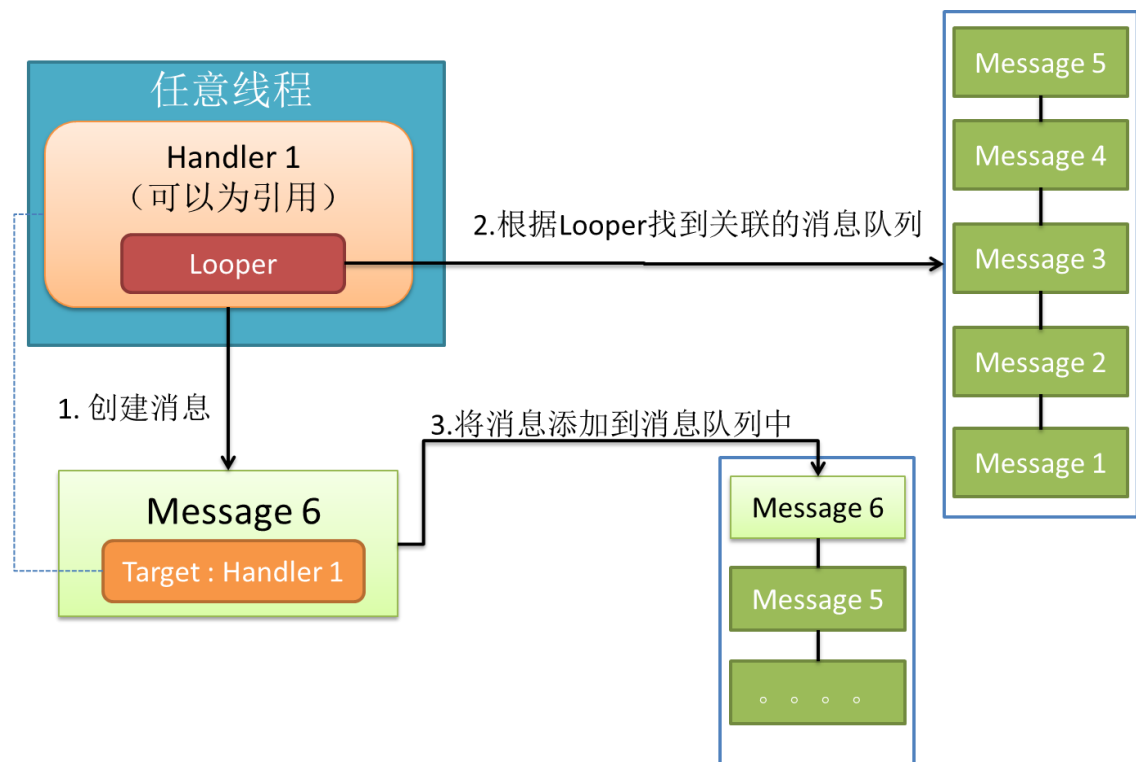 任意线程
Handler 1
（可以为引用）
Looper
2.根据Looper找到关联的消息队列
Message 5
Message 4
Message 3
Message 2
Message 1
1. 创建消息
3.将消息添加到消息队列中
Message 6
Target : Handler 1
Message 6
Message 5
。。。。